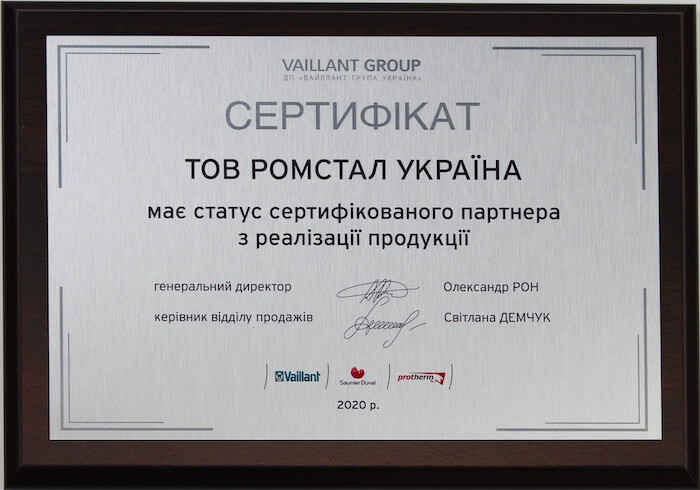 VAILLANT GROUP
ДП «ВАЙЛЛАНТ ГРУПА УКРАЇНА»
СЕРТИФІКАТ
ТОВ РОМСТАЛ УКРАЇНА
має статус сертифікованого партнера
з реалізації продукції
генеральний директор Олександр РОН
керівник відділу продажів Світлана ДЕМЧУК
Vaillant Saunier Duval protherm
2020 р.